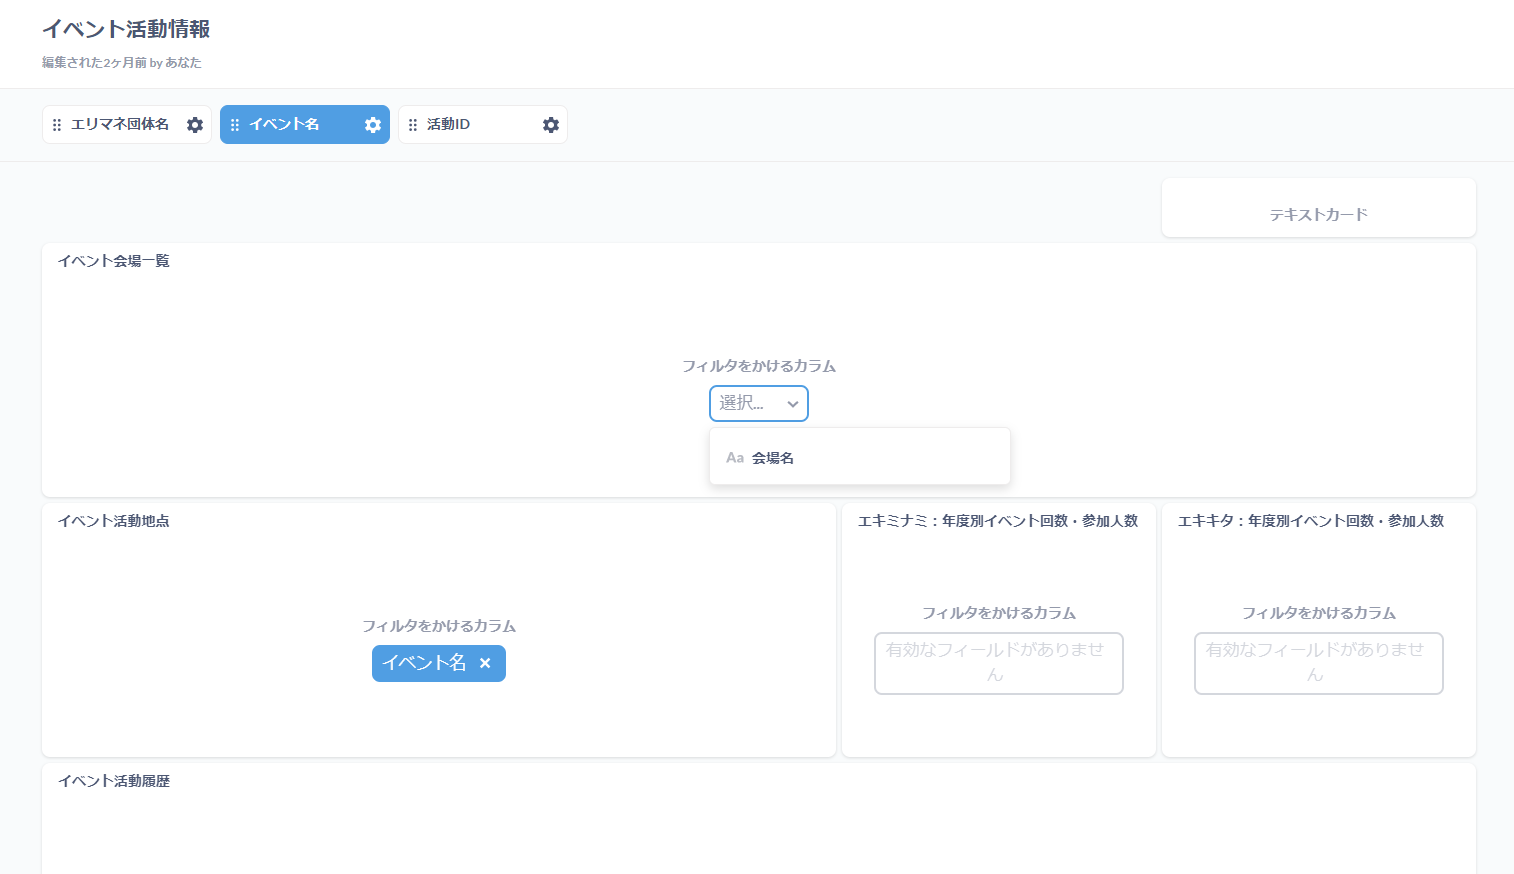 イベント活動情報
編集された2ヶ月前 by あなた
エリマネ団体名
イベント名
活動ID
テキストカード
イベント会場一覧
フィルタをかけるカラム
選択...
Aa 会場名
イベント活動地点
フィルタをかけるカラム
イベント名
エキミナミ：年度別イベント回数・参加人数
フィルタをかけるカラム
有効なフィールドがありませ
ん
エキキタ：年度別イベント回数・参加人数
フィルタをかけるカラム
有効なフィールドがありませ
ん
イベント活動履歴